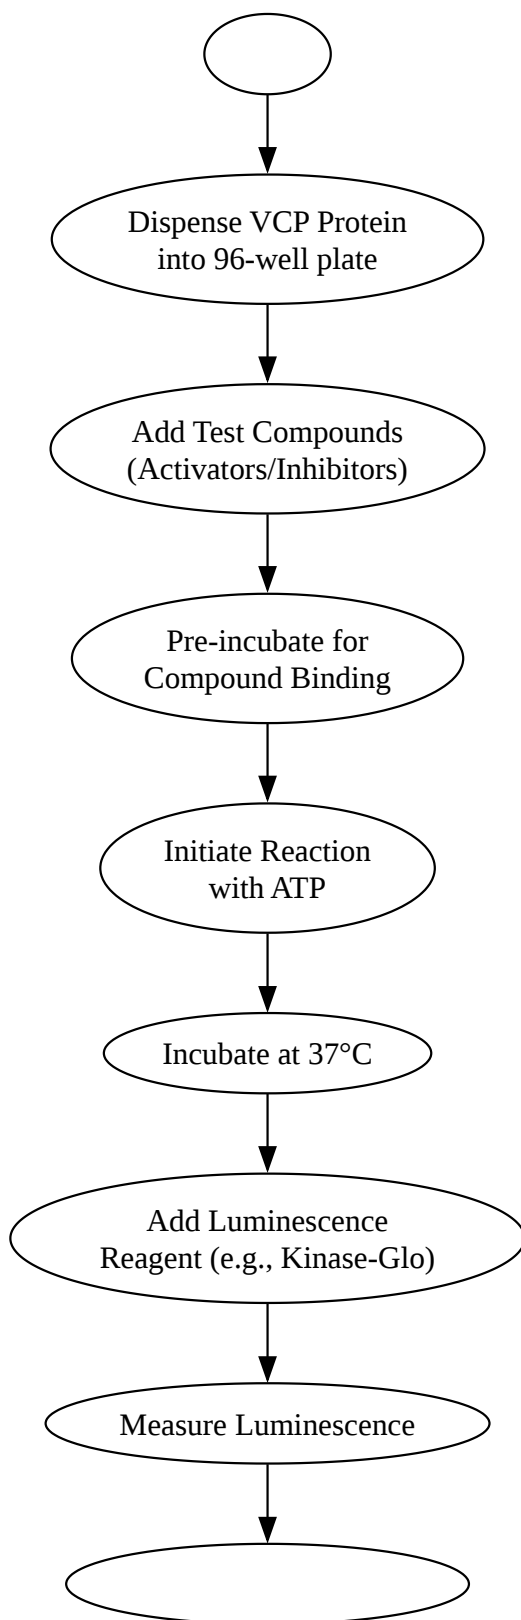 Dispense VCP Protein
into 96-well plate
Add Test Compounds
(Activators/Inhibitors)
Pre-incubate for
Compound Binding
Initiate Reaction
with ATP
Incubate at 37°C
Add Luminescence
Reagent (e.g., Kinase-Glo)
Measure Luminescence